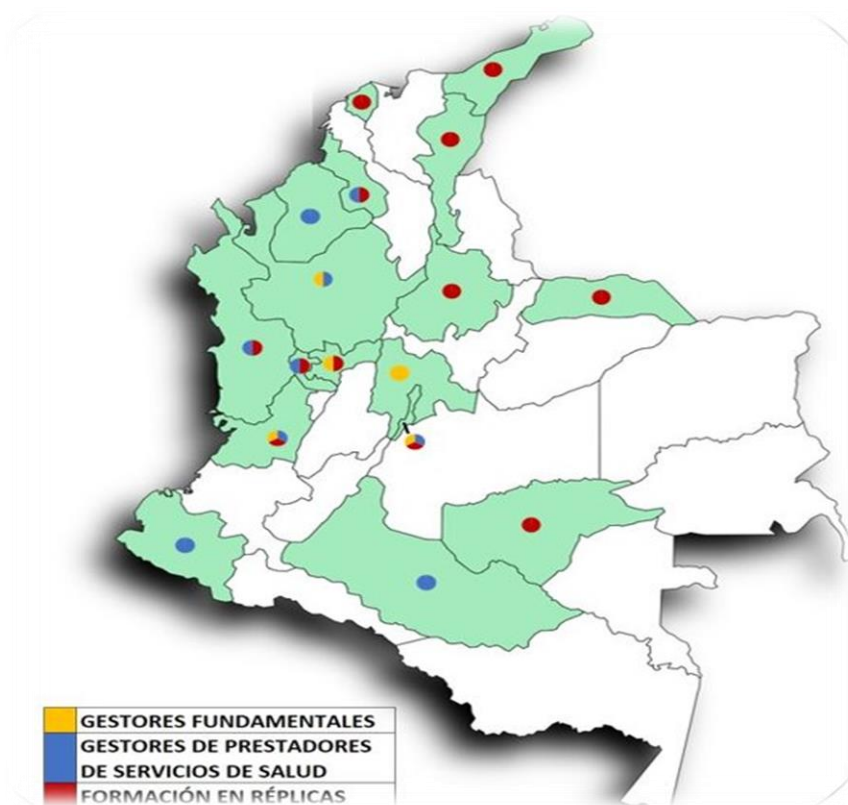 GESTORES FUNDAMENTALES
GESTORES DE PRESTADORES
DE SERVICIOS DE SALUD
FORMACIÓN EN RÉPLICAS